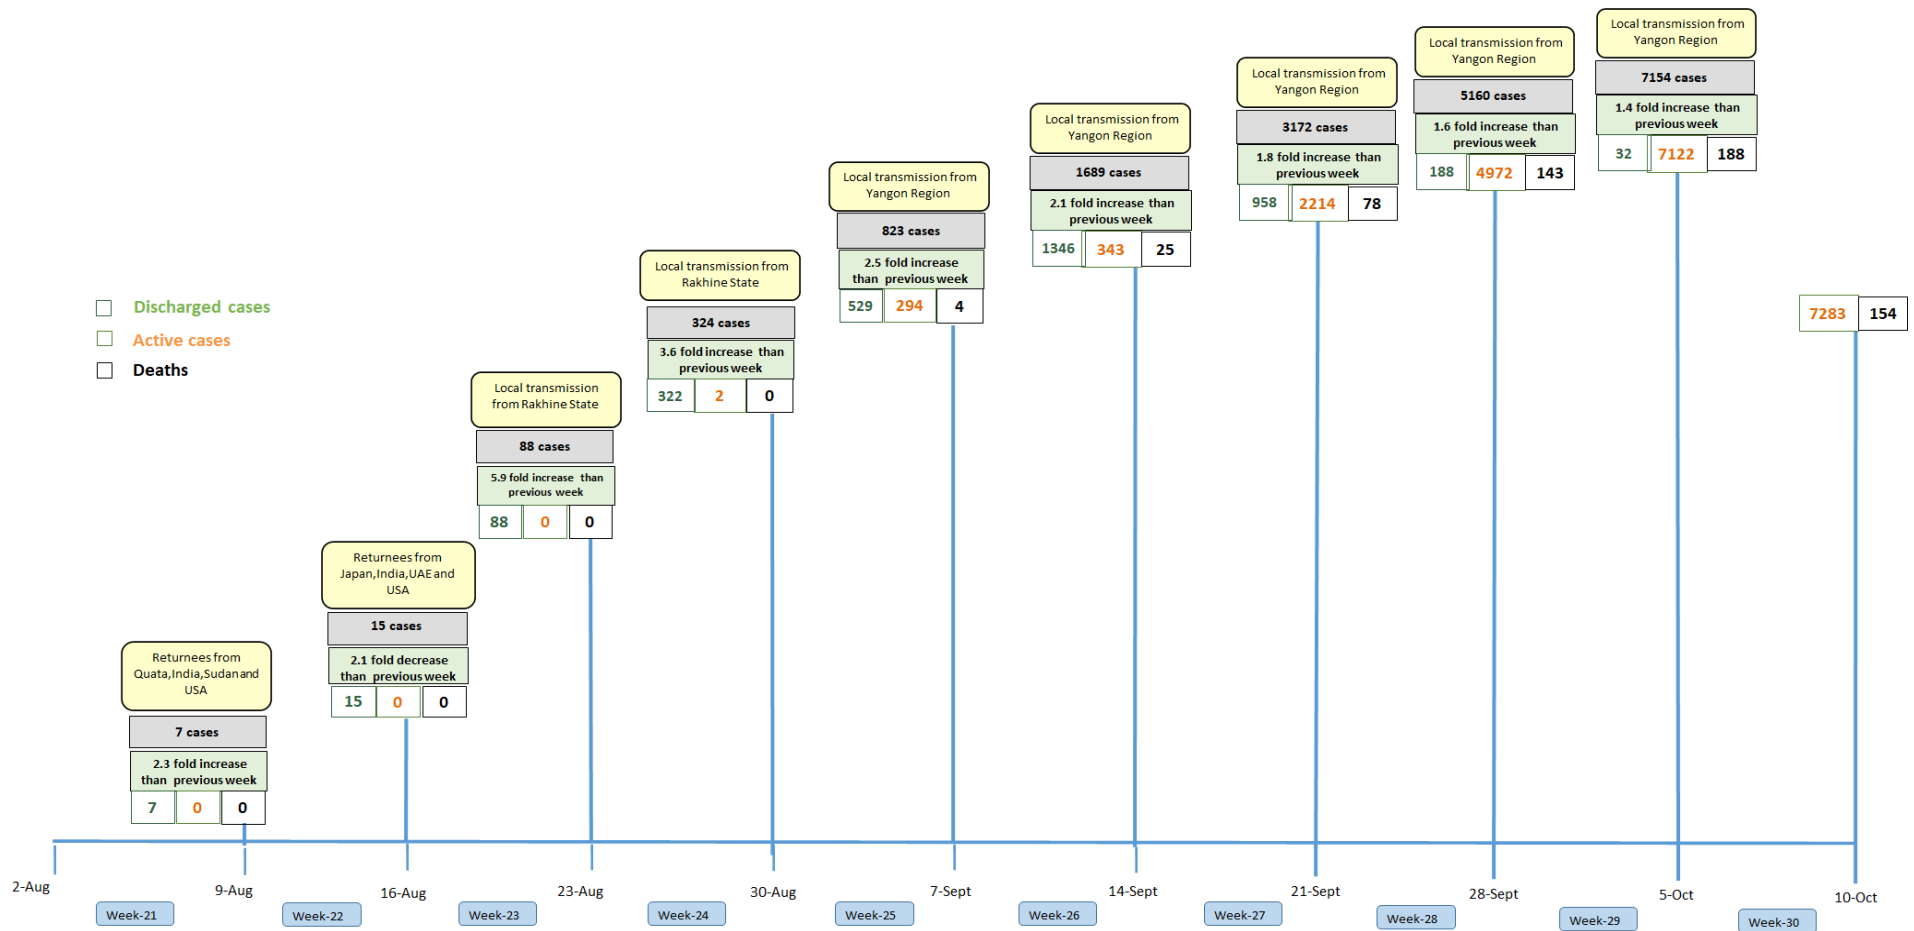 Discharged cases
Active cases
Deaths
Returnees from
Quata,India,Sudan and
USA
7 cases
2.3 fold increase
than previous week
7 0 0
Returnees from
Japan,India,UAE and
USA
15 cases
2.1 fold decrease
than previous week
15 0 0
Local transmission
from Rakhine State
88 cases
5.9 fold increase than
previous week
88 0 0
Local transmission from
Rakhine State
324 cases
3.6 fold increase than
previous week
322 2 0
Local transmission from
Yangon Region
823 cases
2.5 fold increase
than previous week
529 294 4
Local transmission from
Yangon Region
1689 cases
2.1 fold increase than
previous week
1346 343 25
Local transmission from
Yangon Region
3172 cases
1.8 fold increase than
previous week
958 2214 78
Local transmission from
Yangon Region
5160 cases
1.6 fold increase than
previous week
188 4972 143
Local transmission from
Yangon Region
7154 cases
1.4 fold increase than
previous week
32 7122 188
7283 154
2-Aug 9-Aug 16-Aug 23-Aug 30-Aug 7-Sept 14-Sept 21-Sept 28-Sept 5-Oct 10-Oct
Week-21 Week-22 Week-23 Week-24 Week-25 Week-26 Week-27 Week-28 Week-29 Week-30